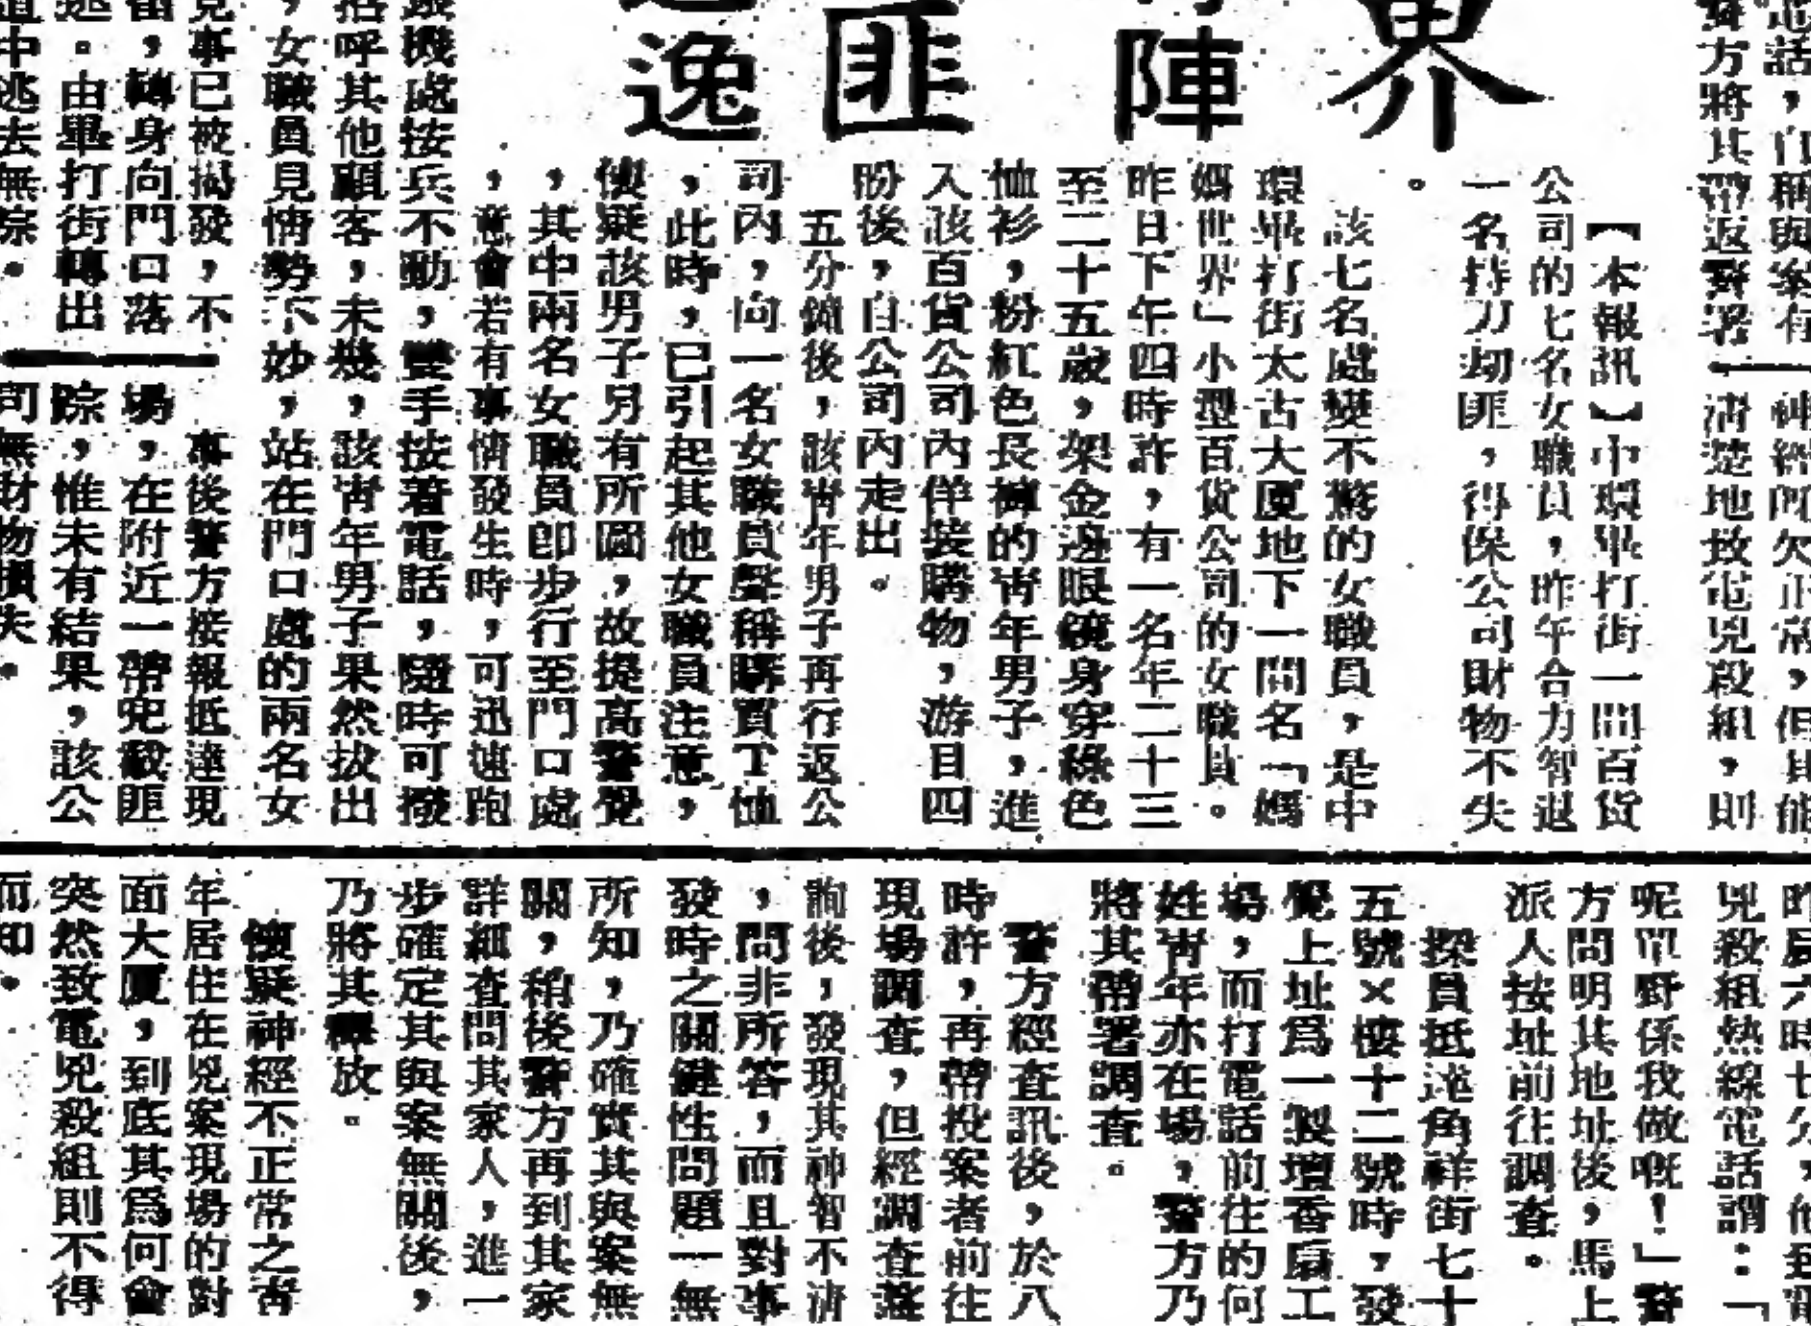 電話,自稱與案有
警方將其帶返警署
神經所欠正常,但其能
清楚地致電兇殺組,則
界
陣
匪
逸
【本報訊】中環畢打街一間百貨
公司的七名女職員,昨午合力智退
一名持刀刧匪,得保公司財物不失
。
該七名處變不驚的女職員,是中
環畢打街太古大厦地下一間名「媽
媽世界」小型百貨公司的女職員。
昨日下午四時許,有一名年二十三
至二十五歲,架金邊眼鏡身穿綠色
恤衫,粉紅色長褲的青年男子,進
入該百貨公司內佯裝購物,游目四
盼後,自公司內走出。
五分鐘後,該青年男子再行返公
司內,向一名女職員聲稱購買T恤
,此時,已引起其他女職員注意,
懷疑該男子另有所圖,故提高警覺
,其中兩名女職員卽步行至門口處
,意會若有事情發生時,可迅速跑
機處按兵不動,雙手按着電話,隨時可撥
招呼其他顧客,未幾,該青年男子果然拔出
,女職員見情勢不妙,站在門口處的兩名女
見事已被揭發,不
留,轉身向門口落
逃。由畢打街轉出
道中逃去無踪。
事後警方接報抵達現
場,在附近一帶兜截匪
踪,惟未有結果,該公
司無財物損失。
昨晨六時廿分,他到電
兇殺組熱線電話謂:「
呢單野係我做嘅!」警
方問明其地址後,馬上
派人按址前往調查。
探員抵達角祥街七十
五號×樓十二號時,發
覺上址爲一製壇香扇工
場,而打電話前往的何
姓青年亦在場,警方乃
將其帶署調查。
警方經查訊後,於八
時許,再帶投案者前往
現場調查,但經調查落
詢後,發現其神智不清
,問非所答,而且對事
發時之關鍵性問題一無
所知,乃確實其與案無
關,稍後警方再到其家
詳細查問其家人,進一
步確定其與案無關後,
乃將其釋放。
懷疑神經不正常之青
年居住在兇案現場的對
面大厦,到底其爲何會
突然致電兇殺組則不得
而知。